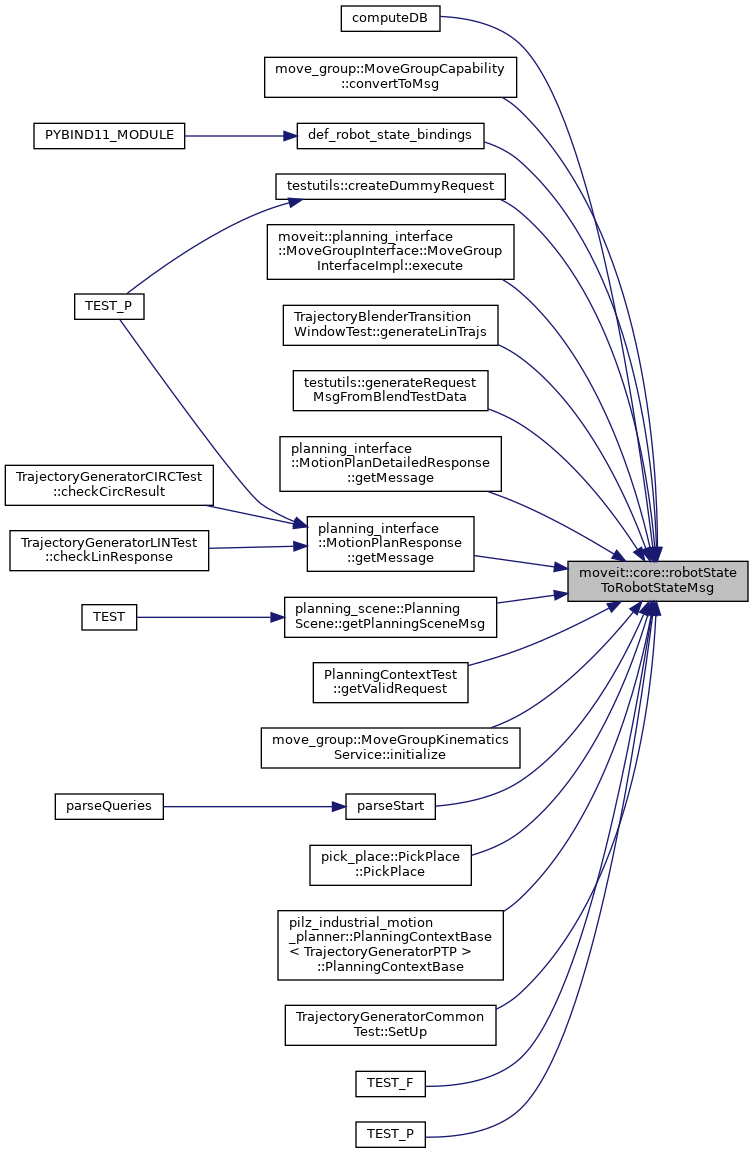 computeDB
move_group::MoveGroupCapability
::convertToMsg
PYBIND11_MODULE
def_robot_state_bindings
testutils::createDummyRequest
moveit::planning_interface
::MoveGroupInterface::MoveGroup
InterfaceImpl::execute
TEST_P
TrajectoryBlenderTransition
WindowTest::generateLinTrajs
testutils::generateRequest
MsgFromBlendTestData
planning_interface
::MotionPlanDetailedResponse
::getMessage
TrajectoryGeneratorCIRCTest
::checkCircResult
planning_interface
::MotionPlanResponse
::getMessage
TrajectoryGeneratorLINTest
::checkLinResponse
moveit::core::robotState
ToRobotStateMsg
TEST
planning_scene::Planning
Scene::getPlanningSceneMsg
PlanningContextTest
::getValidRequest
move_group::MoveGroupKinematics
Service::initialize
parseQueries
parseStart
pick_place::PickPlace
::PickPlace
pilz_industrial_motion
_planner::PlanningContextBase
< TrajectoryGeneratorPTP >
::PlanningContextBase
TrajectoryGeneratorCommon
Test::SetUp
TEST_F
TEST_P